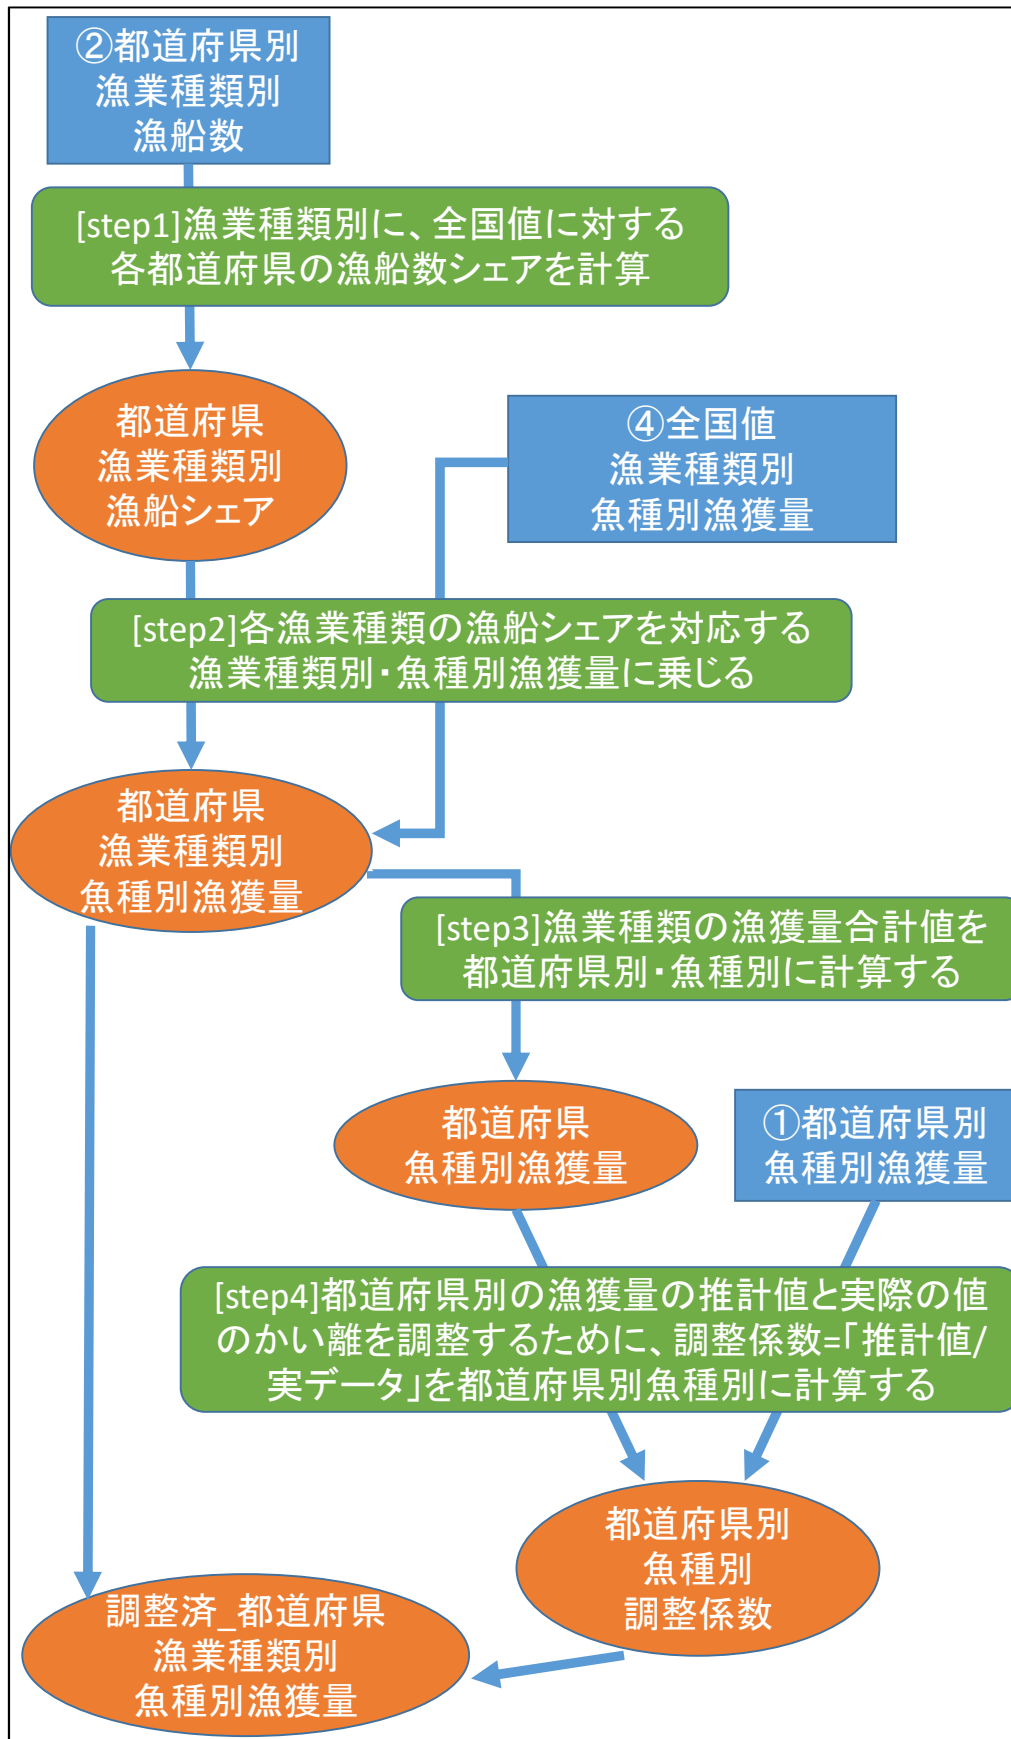 ②都道府県別
漁業種類別
漁船数
[step1]漁業種類別に、全国値に対する
各都道府県の漁船数シェアを計算
都道府県
漁業種類別
漁船シェア
④全国値
漁業種類別
魚種別漁獲量
[step2]各漁業種類の漁船シェアを対応する
漁業種類別・魚種別漁獲量に乗じる
都道府県
漁業種類別
魚種別漁獲量
[step3]漁業種類の漁獲量合計値を
都道府県別・魚種別に計算する
都道府県
魚種別漁獲量
①都道府県別
魚種別漁獲量
[step4]都道府県別の漁獲量の推計値と実際の値
のかい離を調整するために、調整係数=「推計値/
実データ」を都道府県別魚種別に計算する
都道府県別
魚種別
調整係数
調整済_都道府県
漁業種類別
魚種別漁獲量